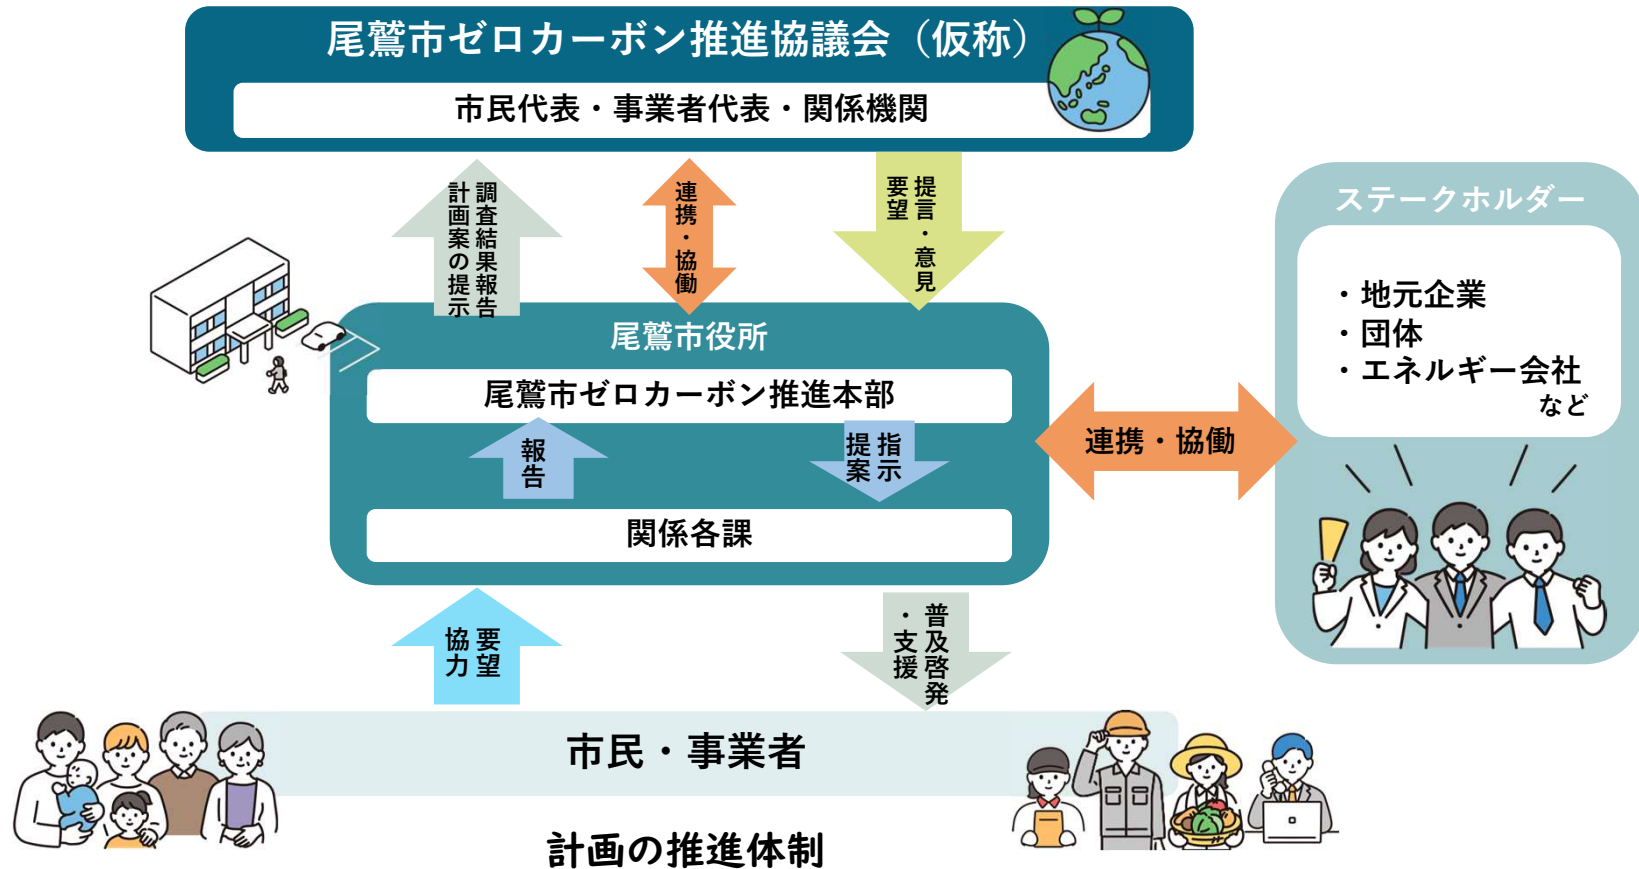 尾鷲市ゼロカーボン推進協議会（仮称）
市民代表・事業者代表・関係機関
調査結果報告
計画案の提示
連携・協働
提言・意見
要望
ステークホルダー
・地元企業
・団体
・エネルギー会社
など
尾鷲市役所
尾鷲市ゼロカーボン推進本部
報告
指示
提案
関係各課
連携・協働
要望
協力
普及啓発
・支援
市民・事業者
計画の推進体制